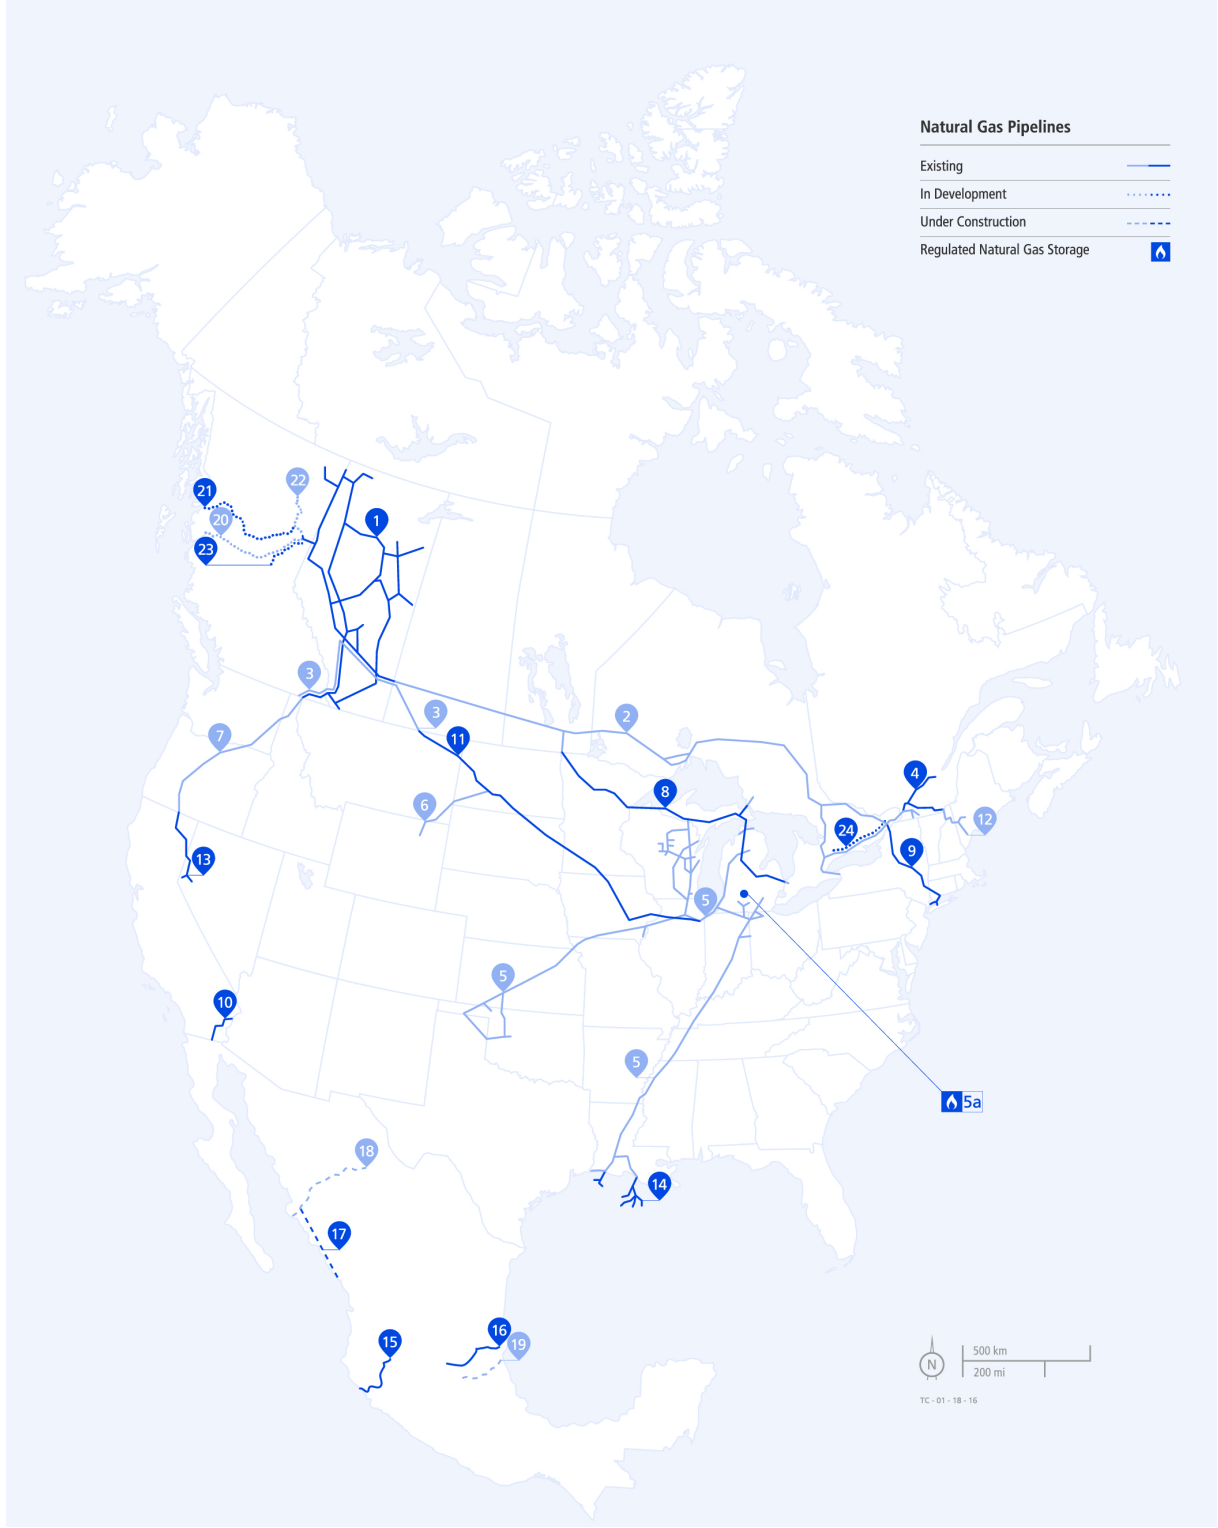 Natural Gas Pipelines
Existing
In Development
Under Construction
Regulated Natural Gas Storage
22
21
20
1
23
3
3
2
7
11
4
8
6
12
24
9
13
5
5
10
5
5a
18
14
17
16
15
19
N
500 km
200 mi
TC - 01 - 18 - 16